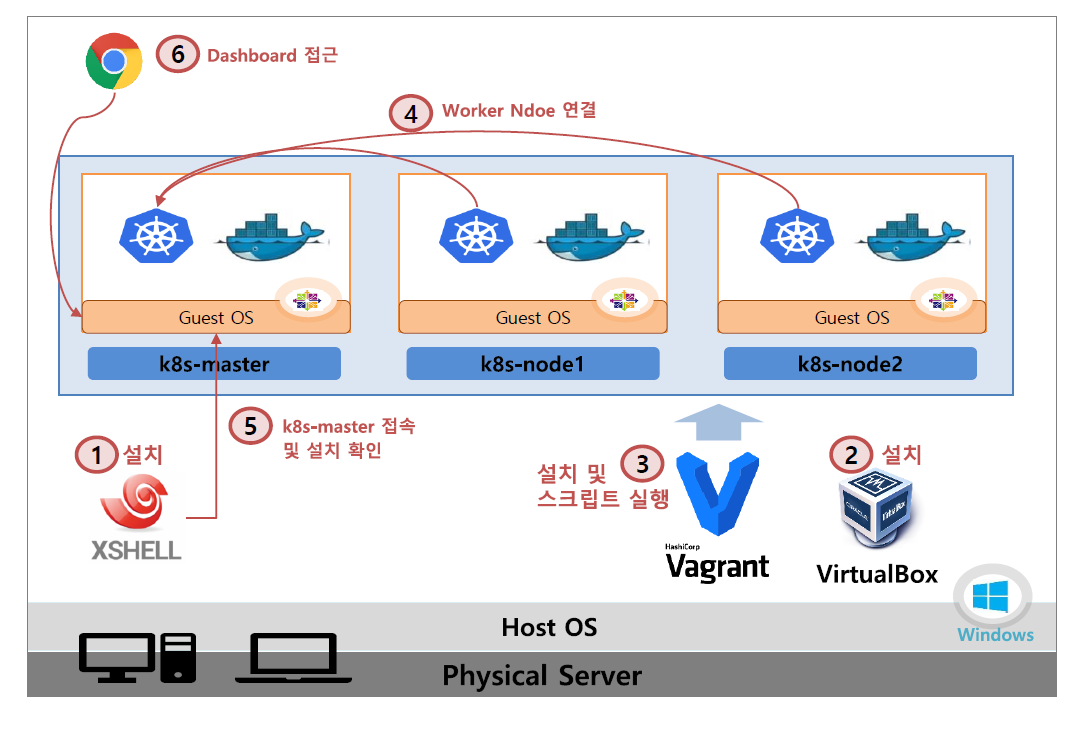 6 Dashboard 접근
4 Worker Ndoe 연결
Guest OS
Guest OS
Guest OS
k8s-master
k8s-node1
k8s-node2
5 k8s-master 접속
및 설치 확인
1 설치
XSHELL
3 설치 및
스크립트 실행
HashiCorp
Vagrant
2 설치
ORACLE
VirtualBox
VirtualBox
Windows
Host OS
Physical Server